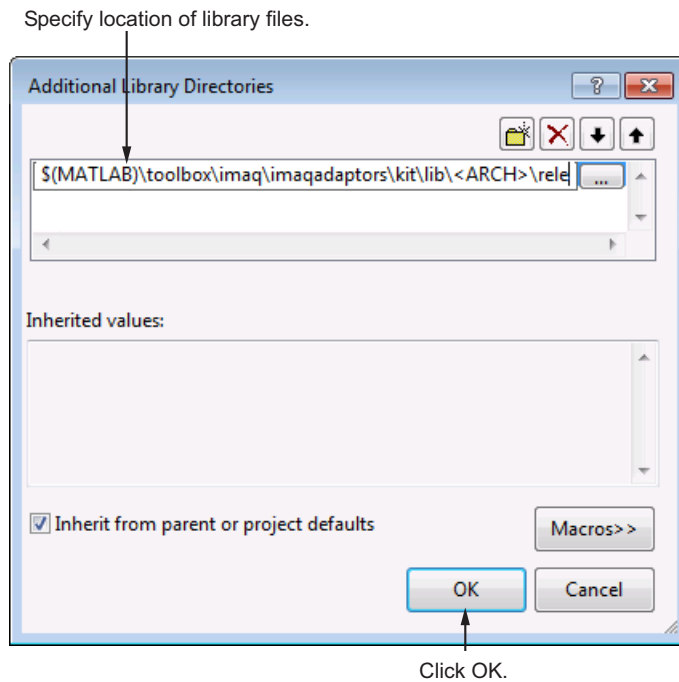 Specify location of library files.
Additional Library Directories
$(MATLAB)\toolbox\imaq\imaqadaptors\kit\lib\<ARCH>\rele
...
Inherited values:
Inherit from parent or project defaults
Macros>>
OK
Cancel
Click OK.